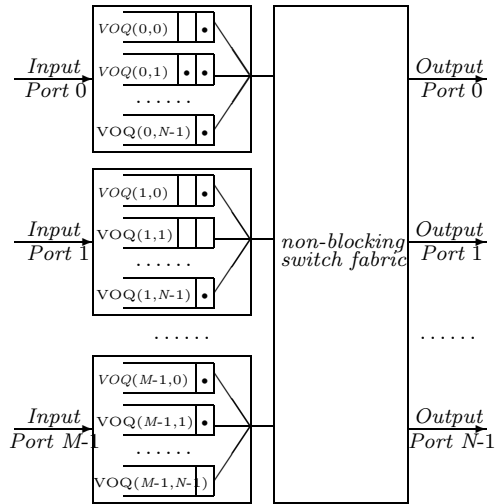 VOQ(0,0)
Input
Port 0
VOQ(0,1)
......
VOQ(0,N-1)
Output
Port 0
VOQ(1,0)
Input
Port 1
VOQ(1,1)
......
VOQ(1,N-1)
non-blocking
switch fabric
Output
Port 1
......
......
VOQ(M-1,0)
Input
Port M-1
VOQ(M-1,1)
......
VOQ(M-1,N-1)
Output
Port N-1